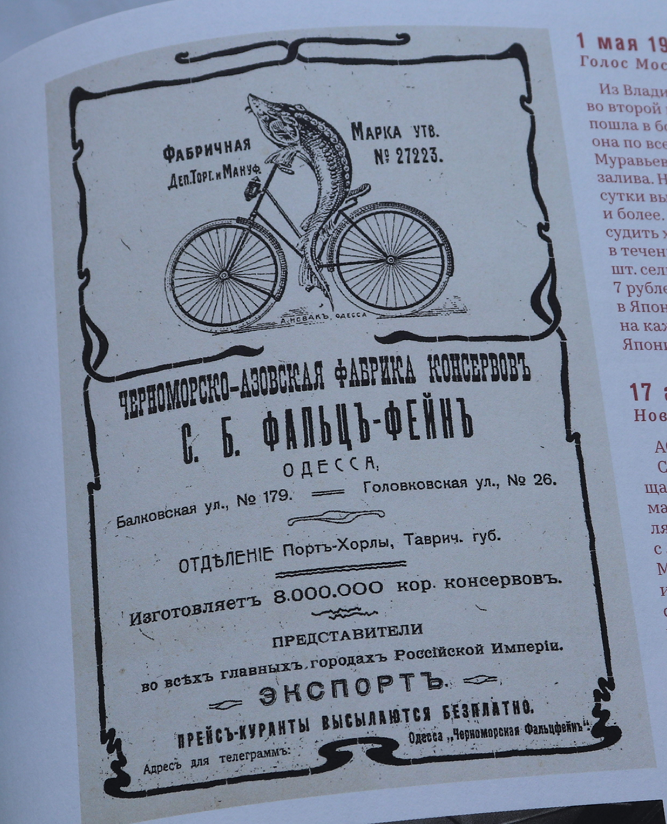 Фабричная
Деп. Торг. и Мануф.
Марка утв.
№ 27223.
А. НЕВАКЪ, ОДЕССА
ЧЕРНОМОРСКО-АЗОВСКАЯ ФАБРИКА КОНСЕРВОВЪ
С. Б. ФАЛЬЦЪ-ФЕЙНЪ
ОДЕССА,
Балковская ул., № 179. Головковская ул., № 26.
ОТДѢЛЕНІЕ Портъ-Хорлы, Таврич. губ.
Изготовляетъ 8.000.000 кор. консервовъ.
ПРЕДСТАВИТЕЛИ
во всѣхъ главныхъ городахъ Россійской Имперіи.
ЭКСПОРТЪ.
ПРЕЙСЪ-КУРАНТЫ ВЫСЫЛАЮТСЯ БЕЗПЛАТНО.
Адресъ для телеграммъ: Одесса „Черноморская Фальцфейнъ“
1 мая 19
Голос Мос
Из Влади
во второй
пошла в б
она по все
Муравьев
залива. Н
сутки вы
и более.
судить
в течен
шт. сел
7 рубле
в Япон
на каж
Япони
17 а
Нов
А
С
ща
ма
ля
с
М
и
с